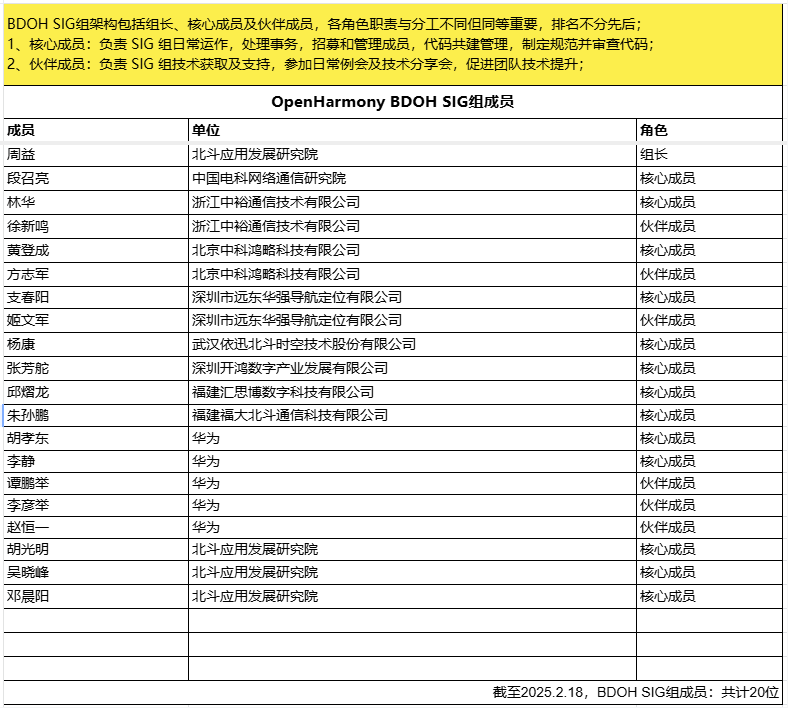 BDOH SIG组架构包括组长、核心成员及伙伴成员，各角色职责与分工不同但同等重要，排名不分先后；
1、核心成员：负责 SIG 组日常运作，处理事务，招募和管理成员，代码共建管理，制定规范并审查代码；
2、伙伴成员：负责 SIG 组技术获取及支持，参加日常例会及技术分享会，促进团队技术提升；
OpenHarmony BDOH SIG组成员
成员 单位 角色
周益 北斗应用发展研究院 组长
段召亮 中国电科网络通信研究院 核心成员
林华 浙江中裕通信技术有限公司 核心成员
徐新鸣 浙江中裕通信技术有限公司 伙伴成员
黄登成 北京中科鸿略科技有限公司 核心成员
方志军 北京中科鸿略科技有限公司 伙伴成员
支春阳 深圳市远东华强导航定位有限公司 核心成员
姬文军 深圳市远东华强导航定位有限公司 伙伴成员
杨康 武汉依迅北斗时空技术股份有限公司 核心成员
张芳舵 深圳开鸿数字产业发展有限公司 核心成员
邱熠龙 福建汇思博数字科技有限公司 核心成员
朱孙鹏 福建福大北斗通信科技有限公司 核心成员
胡孝东 华为 核心成员
李静 华为 核心成员
谭鹏举 华为 伙伴成员
李彦举 华为 伙伴成员
赵恒一 华为 伙伴成员
胡光明 北斗应用发展研究院 核心成员
吴晓峰 北斗应用发展研究院 核心成员
邓晨阳 北斗应用发展研究院 核心成员
截至2025.2.18，BDOH SIG组成员：共计20位